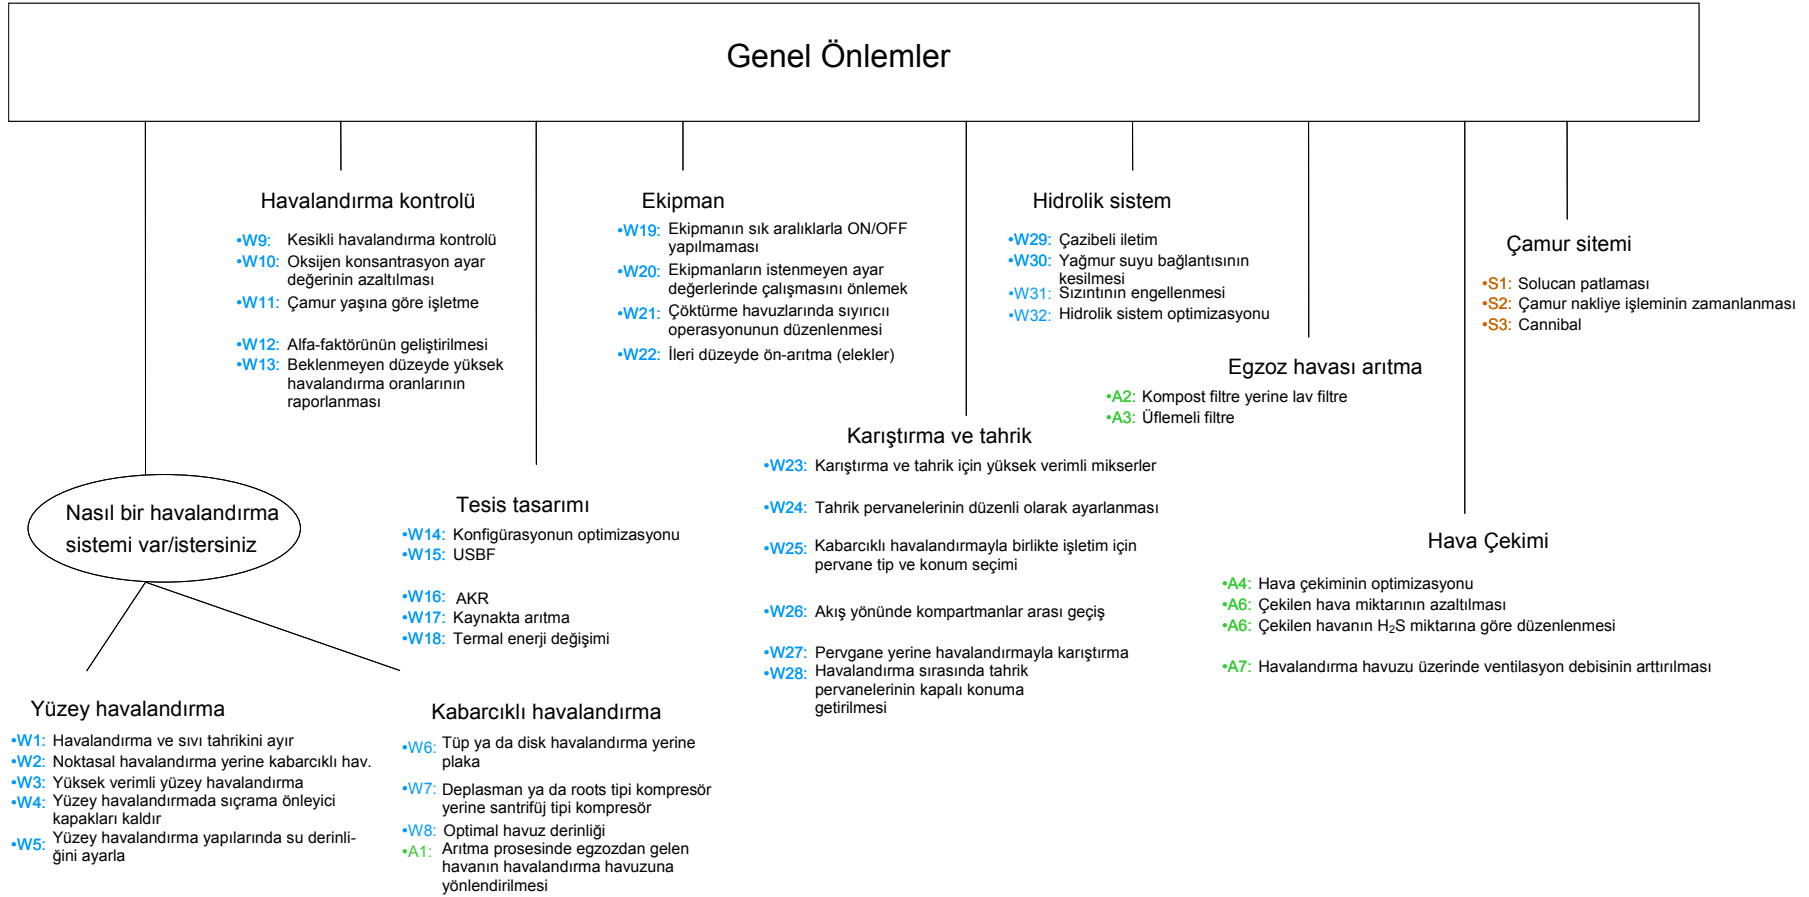 Genel Önlemler
Havalandırma kontrolü
•W9: Kesikli havalandırma kontrolü
•W10: Oksijen konsantrasyon ayar
değerinin azaltılması
•W11: Çamur yaşına göre işletme
•W12: Alfa-faktörünün geliştirilmesi
•W13: Beklenmeyen düzeyde yüksek
havalandırma oranlarının
raporlanması
Ekipman
•W19: Ekipmanın sık aralıklarla ON/OFF
yapılmaması
•W20: Ekipmanların istenmeyen ayar
değerlerinde çalışmasını önlemek
•W21: Çöktürme havuzlarında sıyırıcıı
operasyonunun düzenlenmesi
•W22: İleri düzeyde ön-arıtma (elekler)
Hidrolik sistem
•W29: Çazibeli iletim
•W30: Yağmur suyu bağlantısının
kesilmesi
•W31: Sızıntının engellenmesi
•W32: Hidrolik sistem optimizasyonu
Çamur sitemi
•S1: Solucan patlaması
•S2: Çamur nakliye işleminin zamanlanması
•S3: Cannibal
Egzoz havası arıtma
•A2: Kompost filtre yerine lav filtre
•A3: Üflemeli filtre
Karıştırma ve tahrik
•W23: Karıştırma ve tahrik için yüksek verimli mikserler
•W24: Tahrik pervanelerinin düzenli olarak ayarlanması
•W25: Kabarcıklı havalandırmayla birlikte işletim için
pervane tip ve konum seçimi
•W26: Akış yönünde kompartmanlar arası geçiş
•W27: Pervgane yerine havalandırmayla karıştırma
•W28: Havalandırma sırasında tahrik
pervanelerinin kapalı konuma
getirilmesi
Nasıl bir havalandırma
sistemi var/istersiniz
Tesis tasarımı
•W14: Konfigürasyonun optimizasyonu
•W15: USBF
•W16: AKR
•W17: Kaynakta arıtma
•W18: Termal enerji değişimi
Hava Çekimi
•A4: Hava çekiminin optimizasyonu
•A6: Çekilen hava miktarının azaltılması
•A6: Çekilen havanın H₂S miktarına göre düzenlenmesi
•A7: Havalandırma havuzu üzerinde ventilasyon debisinin arttırılması
Yüzey havalandırma
•W1: Havalandırma ve sıvı tahrikini ayır
•W2: Noktasal havalandırma yerine kabarcıklı hav.
•W3: Yüksek verimli yüzey havalandırma
•W4: Yüzey havalandırmada sıçrama önleyici
kapakları kaldır
•W5: Yüzey havalandırma yapılarında su derinli-
ğini ayarla
Kabarcıklı havalandırma
•W6: Tüp ya da disk havalandırma yerine
plaka
•W7: Deplasman ya da roots tipi kompresör
yerine santrifüj tipi kompresör
•W8: Optimal havuz derinliği
•A1: Arıtma prosesinde egzozdan gelen
havanın havalandırma havuzuna
yönlendirilmesi